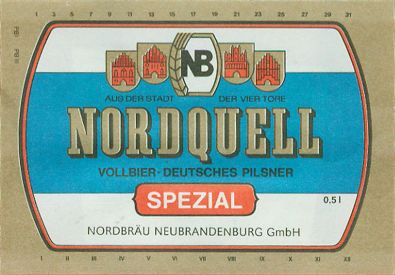 1 3 5 7 9 11 13 15 17 19 21 23 25 27 29 31
NB
AUS DER STADT DER VIER TORE
NORDQUELL
VOLLBIER - DEUTSCHES PILSNER
SPEZIAL
0.5 l
NORDBRÄU NEUBRANDENBURG GmbH
I II III IV V VI VII VIII IX X XI XII